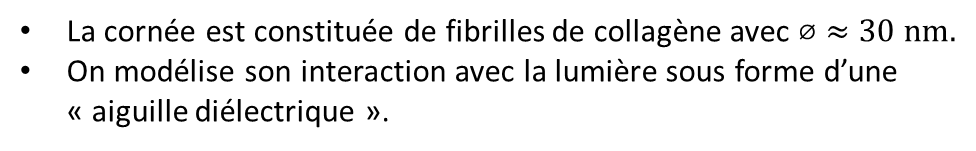 • La cornée est constituée de fibrilles de collagène avec ⌀ ≈ 30 nm.
• On modélise son interaction avec la lumière sous forme d’une
« aiguille diélectrique ».